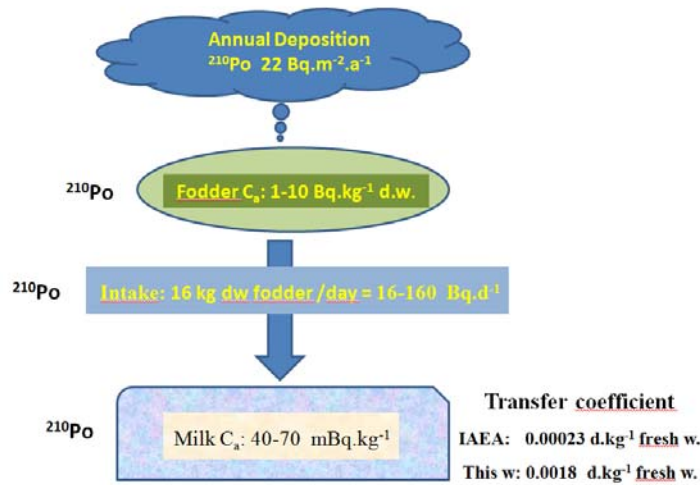 Annual Deposition
²¹⁰Po 22 Bq.m⁻².a⁻¹
²¹⁰Po
Fodder Cₐ: 1-10 Bq.kg⁻¹ d.w.
²¹⁰Po
Intake: 16 kg dw fodder /day = 16-160 Bq.d⁻¹
²¹⁰Po
Milk Cₐ: 40-70 mBq.kg⁻¹
Transfer coefficient
IAEA: 0.00023 d.kg⁻¹ fresh w.
This w: 0.0018 d.kg⁻¹ fresh w.